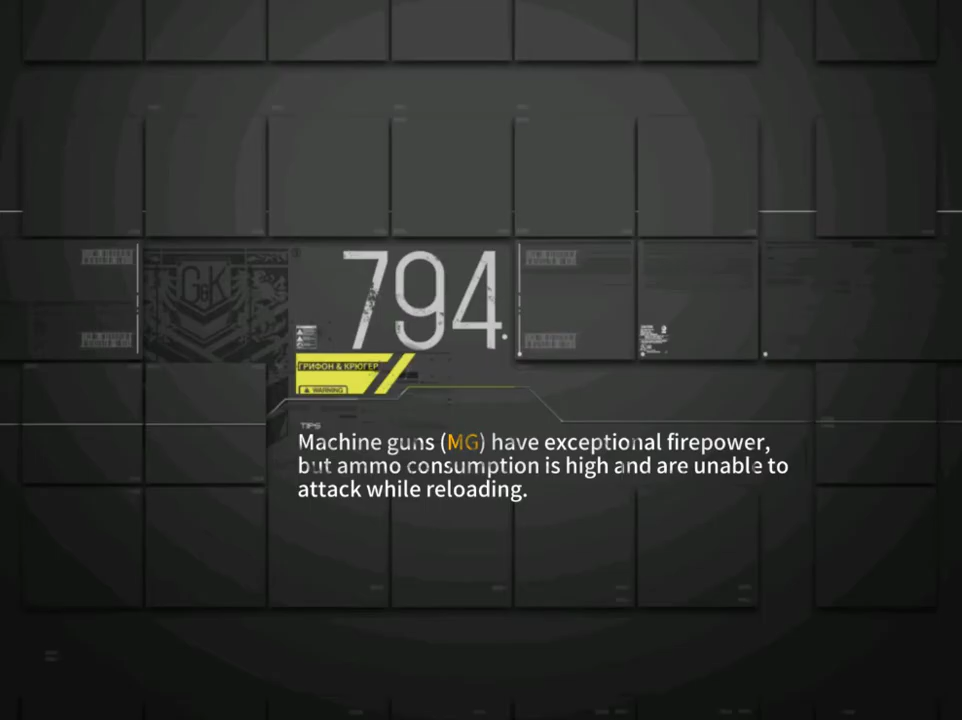 G&K
794.
ГРИФОН & КРЮГЕР
WARNING
TIPS
Machine guns (MG) have exceptional firepower,
but ammo consumption is high and are unable to
attack while reloading.